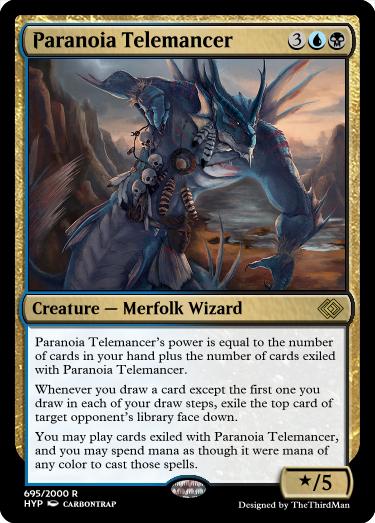 Paranoia Telemancer 3
Creature — Merfolk Wizard
Paranoia Telemancer's power is equal to the number
of cards in your hand plus the number of cards exiled
with Paranoia Telemancer.
Whenever you draw a card except the first one you
draw in each of your draw steps, exile the top card of
target opponent's library face down.
You may play cards exiled with Paranoia Telemancer,
and you may spend mana as though it were mana of
any color to cast those spells.
★/5
695/2000 R
HYP CARBONTRAP
Designed by TheThirdMan